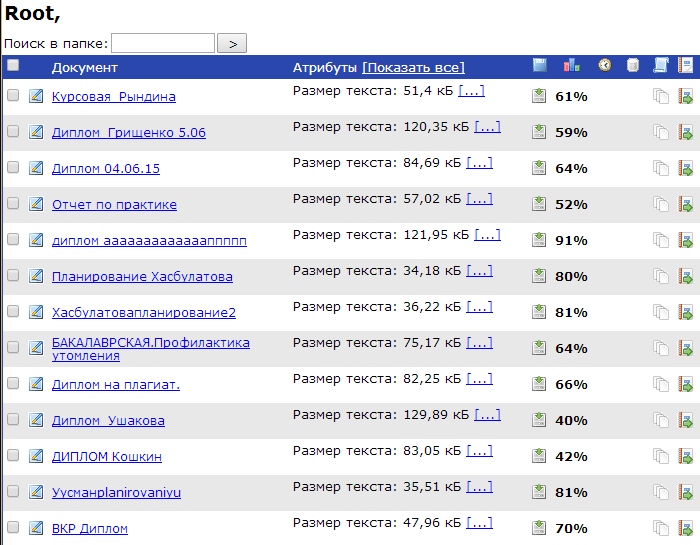 Root,
Поиск в папке: >
Документ Атрибуты [Показать все]
Курсовая_Рындина Размер текста: 51,4 кБ [...] 61%
Диплом_Грищенко 5.06 Размер текста: 120,35 кБ [...] 59%
Диплом 04.06.15 Размер текста: 84,69 кБ [...] 64%
Отчет по практике Размер текста: 57,02 кБ [...] 52%
диплом аааааааааааааппппп Размер текста: 121,95 кБ [...] 91%
Планирование Хасбулатова Размер текста: 34,18 кБ [...] 80%
Хасбулатовапланирование2 Размер текста: 36,22 кБ [...] 81%
БАКАЛАВРСКАЯ.Профилактика Размер текста: 75,17 кБ [...] 64%
утомления
Диплом на плагиат. Размер текста: 82,25 кБ [...] 66%
Диплом_Ушакова Размер текста: 129,89 кБ [...] 40%
ДИПЛОМ Кошкин Размер текста: 83,05 кБ [...] 42%
Уусманplanirovaniyu Размер текста: 35,51 кБ [...] 81%
ВКР Диплом Размер текста: 47,96 кБ [...] 70%